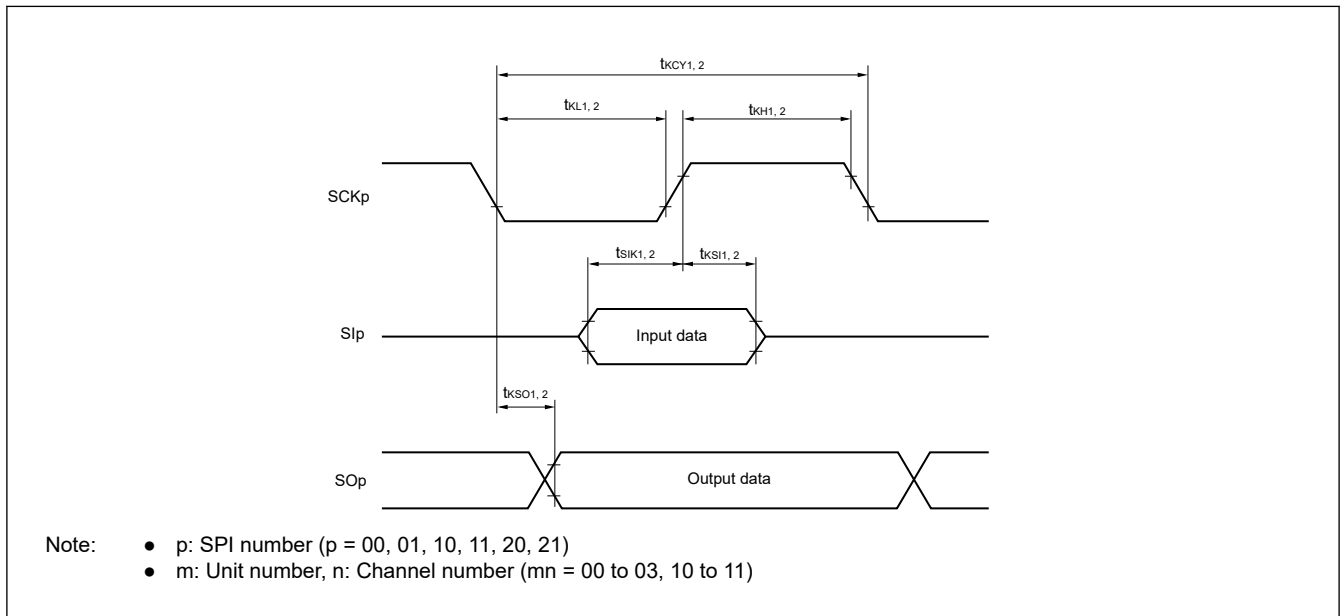 tKCY1, 2
tKL1, 2
tKH1, 2
SCKp
tSIK1, 2
tKSI1, 2
SIp
Input data
tKSO1, 2
SOp
Output data
Note:
● p: SPI number (p = 00, 01, 10, 11, 20, 21)
● m: Unit number, n: Channel number (mn = 00 to 03, 10 to 11)